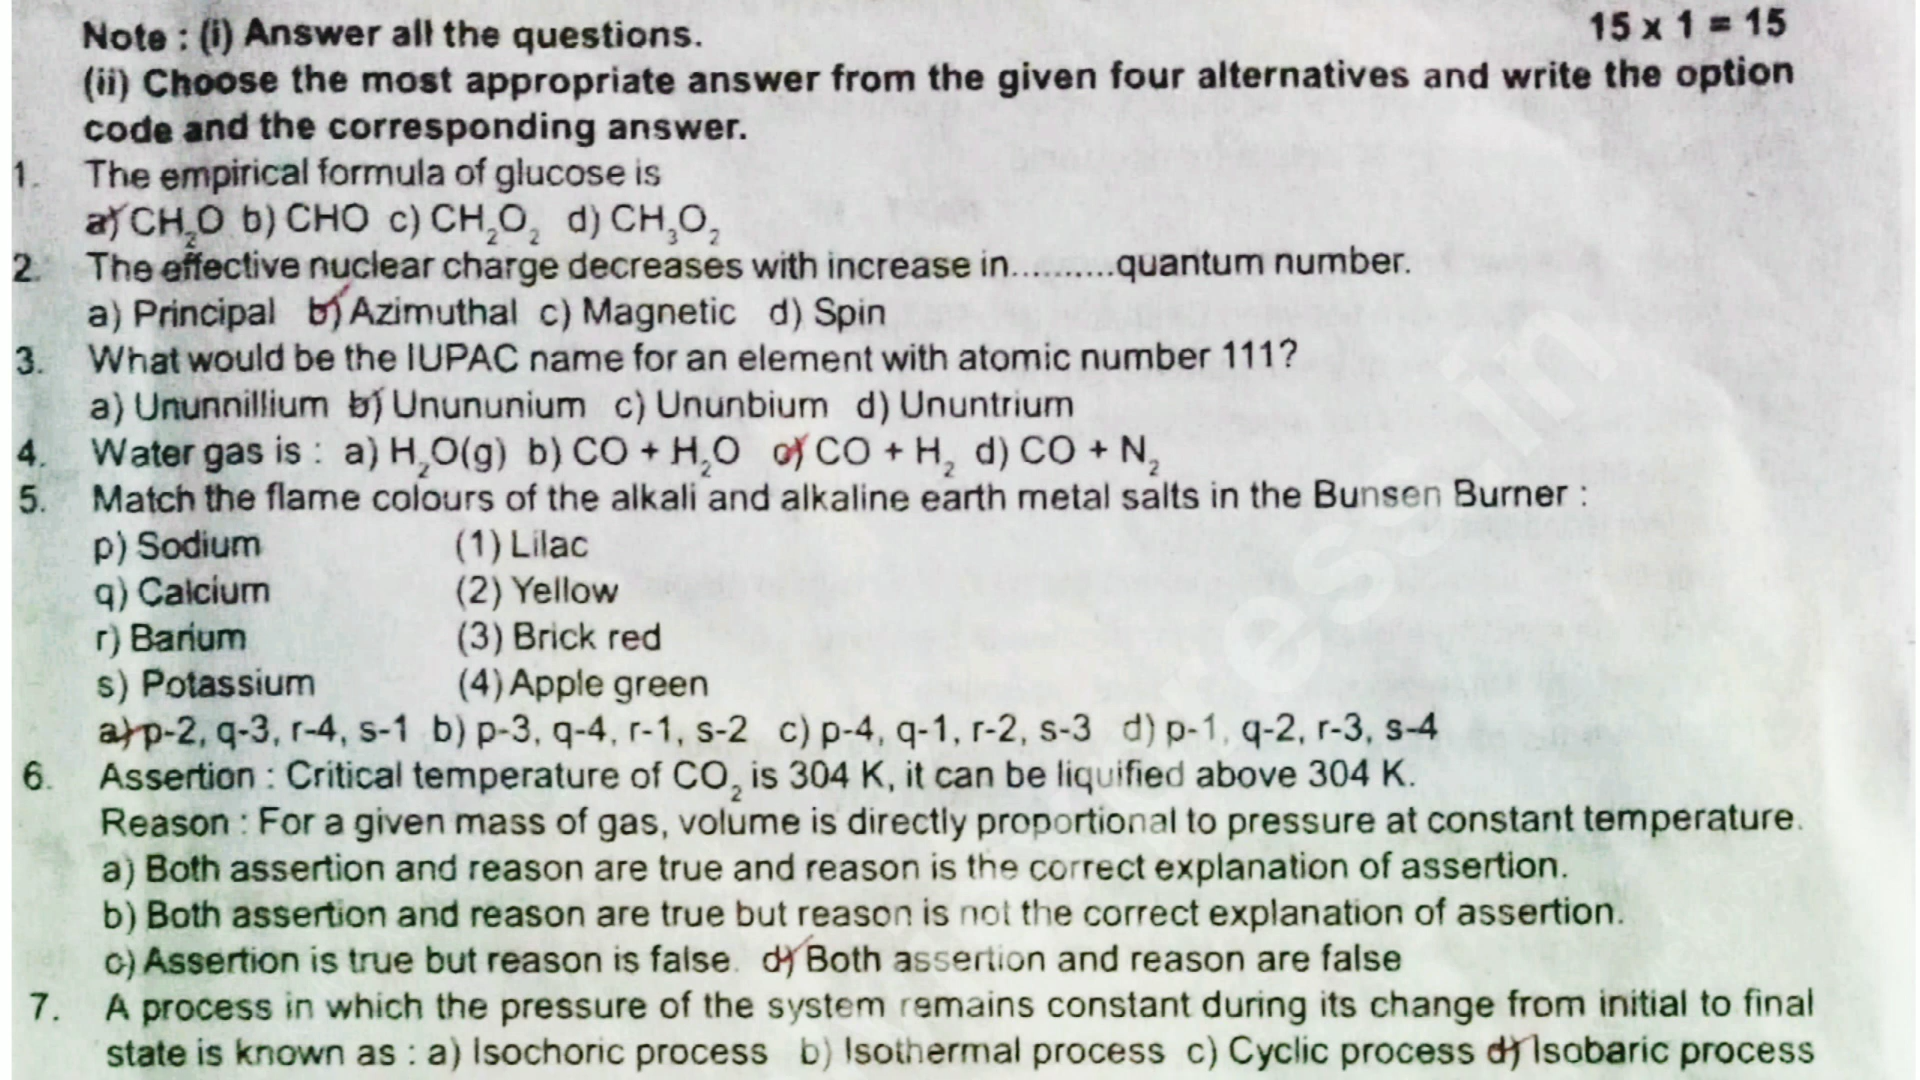 Note : (i) Answer all the questions. 15 x 1 = 15
(ii) Choose the most appropriate answer from the given four alternatives and write the option
code and the corresponding answer.
1. The empirical formula of glucose is
a) CH₂O b) CHO c) CH₂O₂ d) CH₃O₂
2. The effective nuclear charge decreases with increase in..........quantum number.
a) Principal b) Azimuthal c) Magnetic d) Spin
3. What would be the IUPAC name for an element with atomic number 111?
a) Ununnillium b) Unununium c) Ununbium d) Ununtrium
4. Water gas is : a) H₂O(g) b) CO + H₂O c) CO + H₂ d) CO + N₂
5. Match the flame colours of the alkali and alkaline earth metal salts in the Bunsen Burner :
p) Sodium (1) Lilac
q) Calcium (2) Yellow
r) Barium (3) Brick red
s) Potassium (4) Apple green
a) p-2, q-3, r-4, s-1 b) p-3, q-4, r-1, s-2 c) p-4, q-1, r-2, s-3 d) p-1, q-2, r-3, s-4
6. Assertion : Critical temperature of CO₂ is 304 K, it can be liquified above 304 K.
Reason : For a given mass of gas, volume is directly proportional to pressure at constant temperature.
a) Both assertion and reason are true and reason is the correct explanation of assertion.
b) Both assertion and reason are true but reason is not the correct explanation of assertion.
c) Assertion is true but reason is false. d) Both assertion and reason are false
7. A process in which the pressure of the system remains constant during its change from initial to final
state is known as : a) Isochoric process b) Isothermal process c) Cyclic process d) Isobaric process